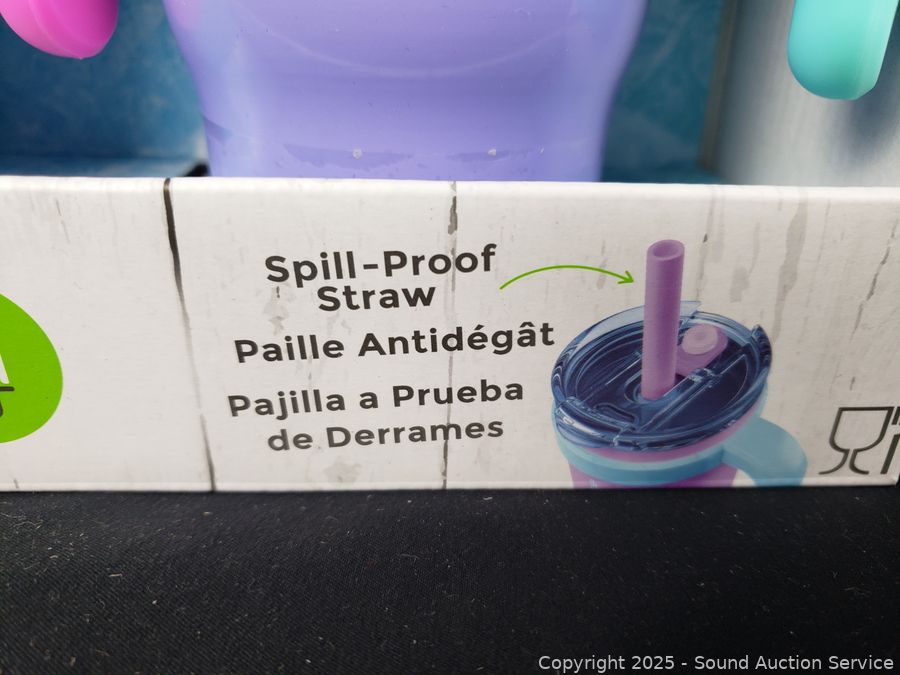 Spill-Proof
Straw
Paille Antidégât
Pajilla a Prueba
de Derrames
Copyright 2025 - Sound Auction Service